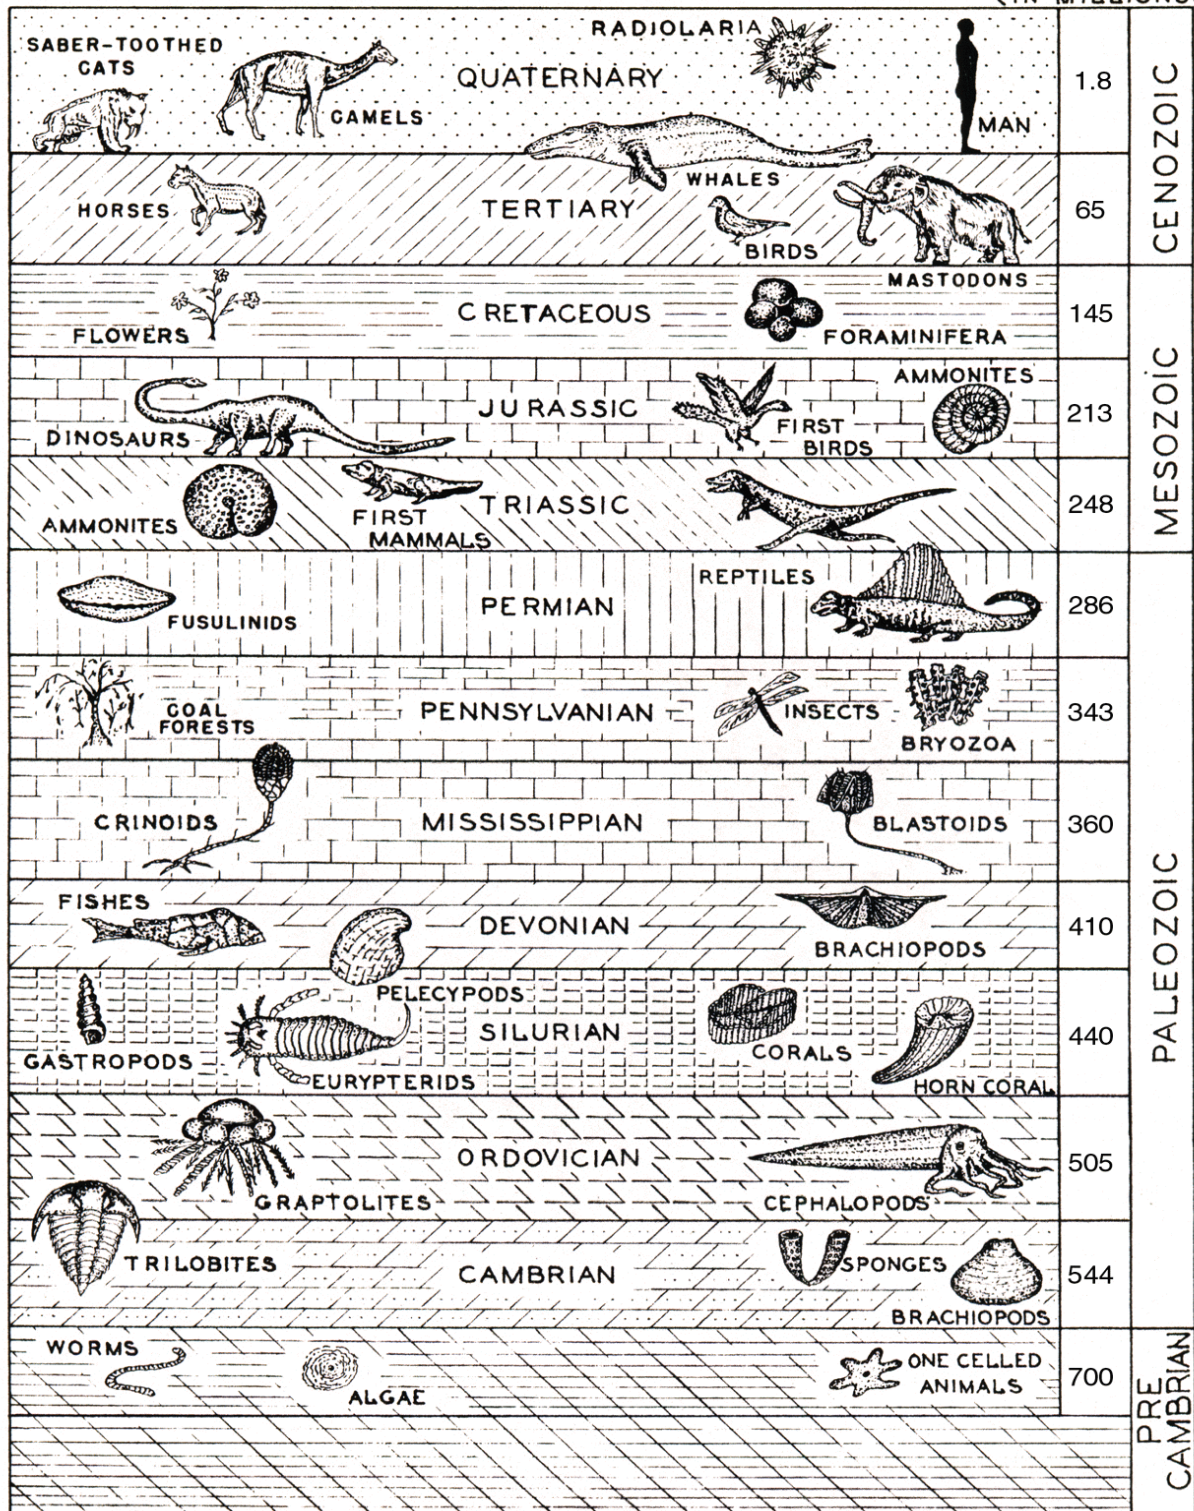 (IN MILLIONS
SABER-TOOTHED
CATS
CAMELS
QUATERNARY
RADIOLARIA
MAN
1.8
CENOZOIC
HORSES
TERTIARY
WHALES
BIRDS
65
MASTODONS
FLOWERS
CRETACEOUS
FORAMINIFERA
145
MESOZOIC
DINOSAURS
JURASSIC
FIRST
BIRDS
AMMONITES
213
AMMONITES
FIRST
MAMMALS
TRIASSIC
248
FUSULINIDS
PERMIAN
REPTILES
286
PALEOZOIC
COAL
FORESTS
PENNSYLVANIAN
INSECTS
BRYOZOA
343
CRINOIDS
MISSISSIPPIAN
BLASTOIDS
360
FISHES
DEVONIAN
BRACHIOPODS
410
PELECYPODS
GASTROPODS
EURYPTERIDS
SILURIAN
CORALS
HORN CORAL
440
GRAPTOLITES
ORDOVICIAN
CEPHALOPODS
505
TRILOBITES
CAMBRIAN
SPONGES
BRACHIOPODS
544
WORMS
ALGAE
ONE CELLED
ANIMALS
700
PRE
CAMBRIAN